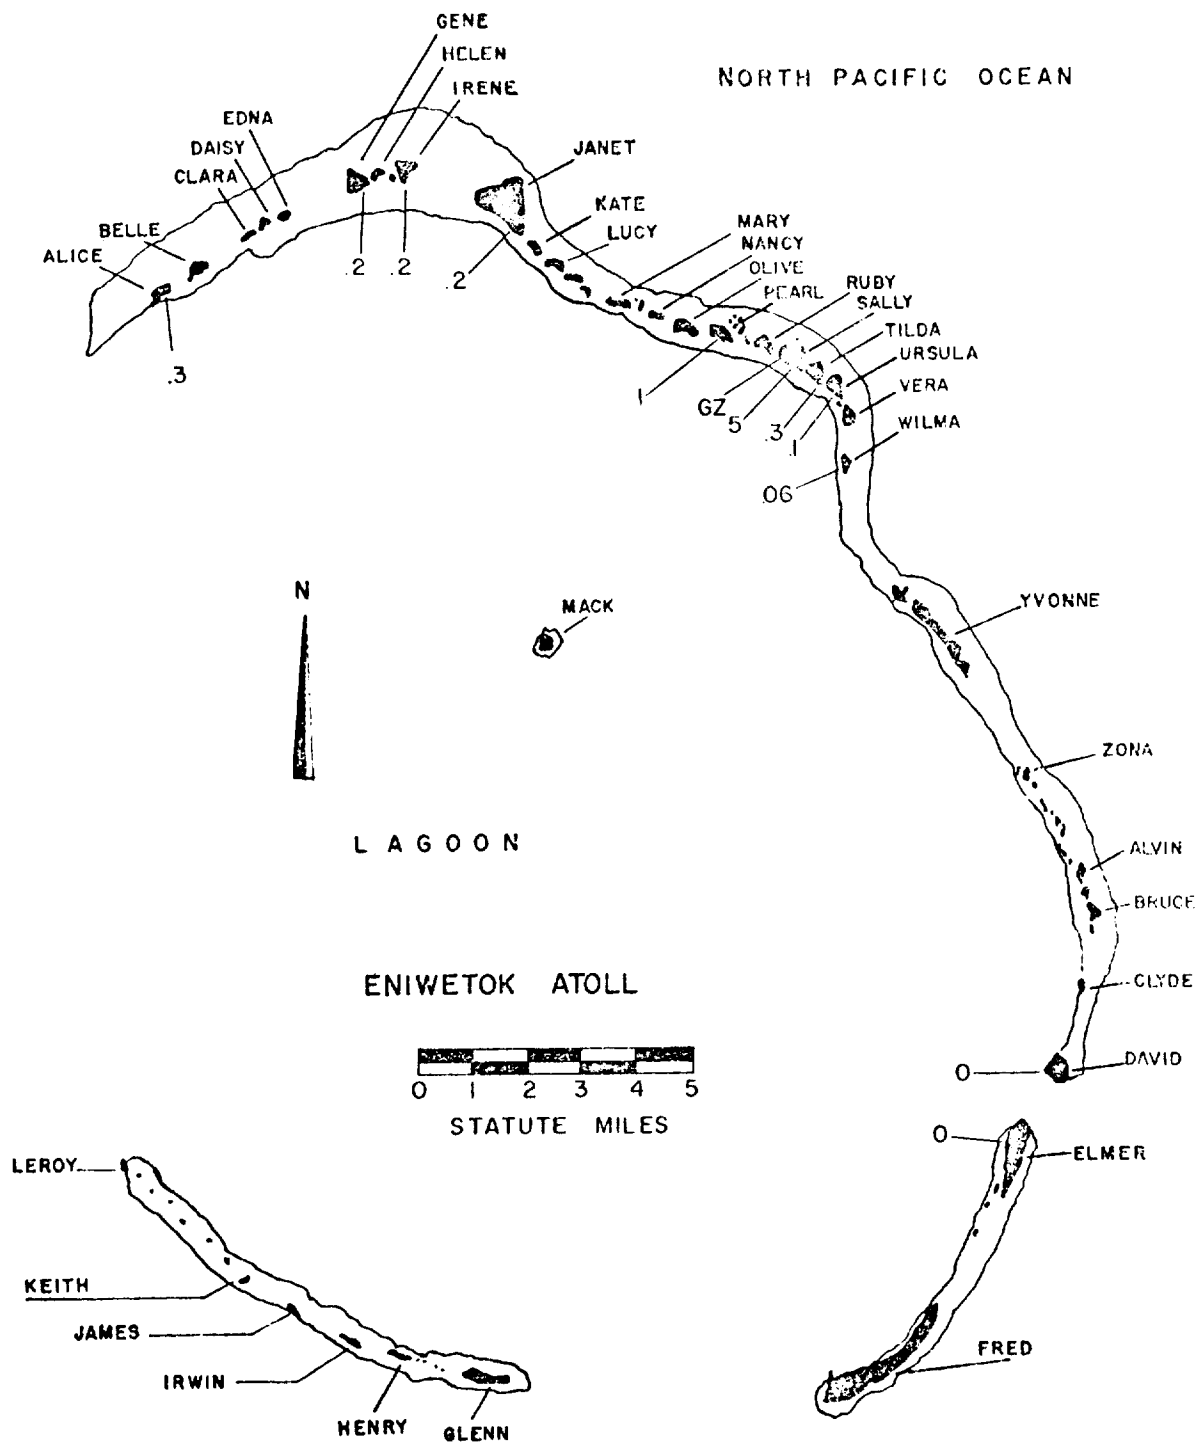 GENE
HELEN
NORTH PACIFIC OCEAN
IRENE
EDNA
DAISY
JANET
CLARA
KATE
MARY
BELLE
LUCY
NANCY
ALICE
OLIVE
.2
.2
.2
PEARL
RUBY
SALLY
TILDA
URSULA
.3
VERA
1
GZ
5
.3
.1
WILMA
.06
N
MACK
YVONNE
ZONA
LAGOON
ALVIN
BRUCE
ENIWETOK ATOLL
CLYDE
DAVID
0
0 1 2 3 4 5
STATUTE MILES
0
ELMER
LEROY
KEITH
JAMES
FRED
IRWIN
HENRY
GLENN